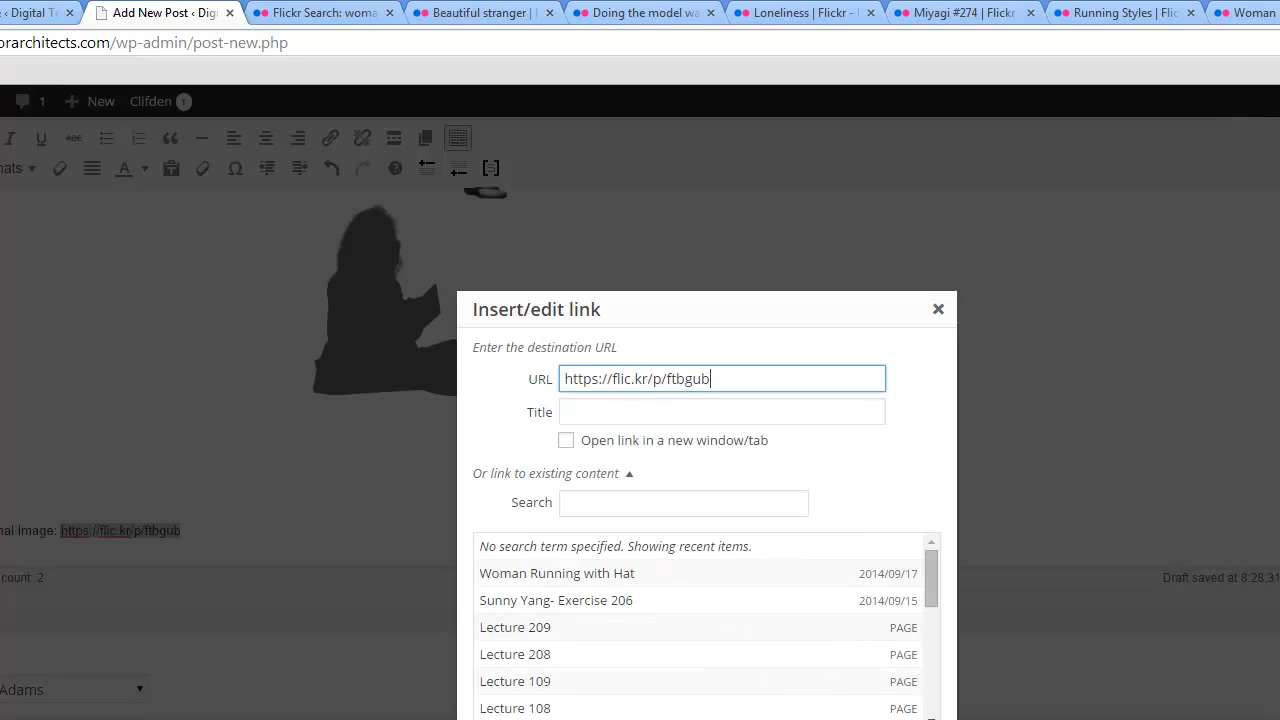 ‹ Digital T
Add New Post ‹ Digi
Flickr Search: woma
Beautiful stranger | 
Doing the model wa
Loneliness | Flickr -
Miyagi #274 | Flickr
Running Styles | Flic
Woman
orarchitects.com/wp-admin/post-new.php
1 New Clifden 1
I U ABC
mats A Ω
Insert/edit link
Enter the destination URL
URL https://flic.kr/p/ftbgub
Title
Open link in a new window/tab
Or link to existing content
Search
nal Image: https://flic.kr/p/ftbgub
No search term specified. Showing recent items.
count: 2
Draft saved at 8:28:31
Woman Running with Hat 2014/09/17
Sunny Yang- Exercise 206 2014/09/15
Lecture 209 PAGE
Lecture 208 PAGE
Lecture 109 PAGE
Adams
Lecture 108 PAGE